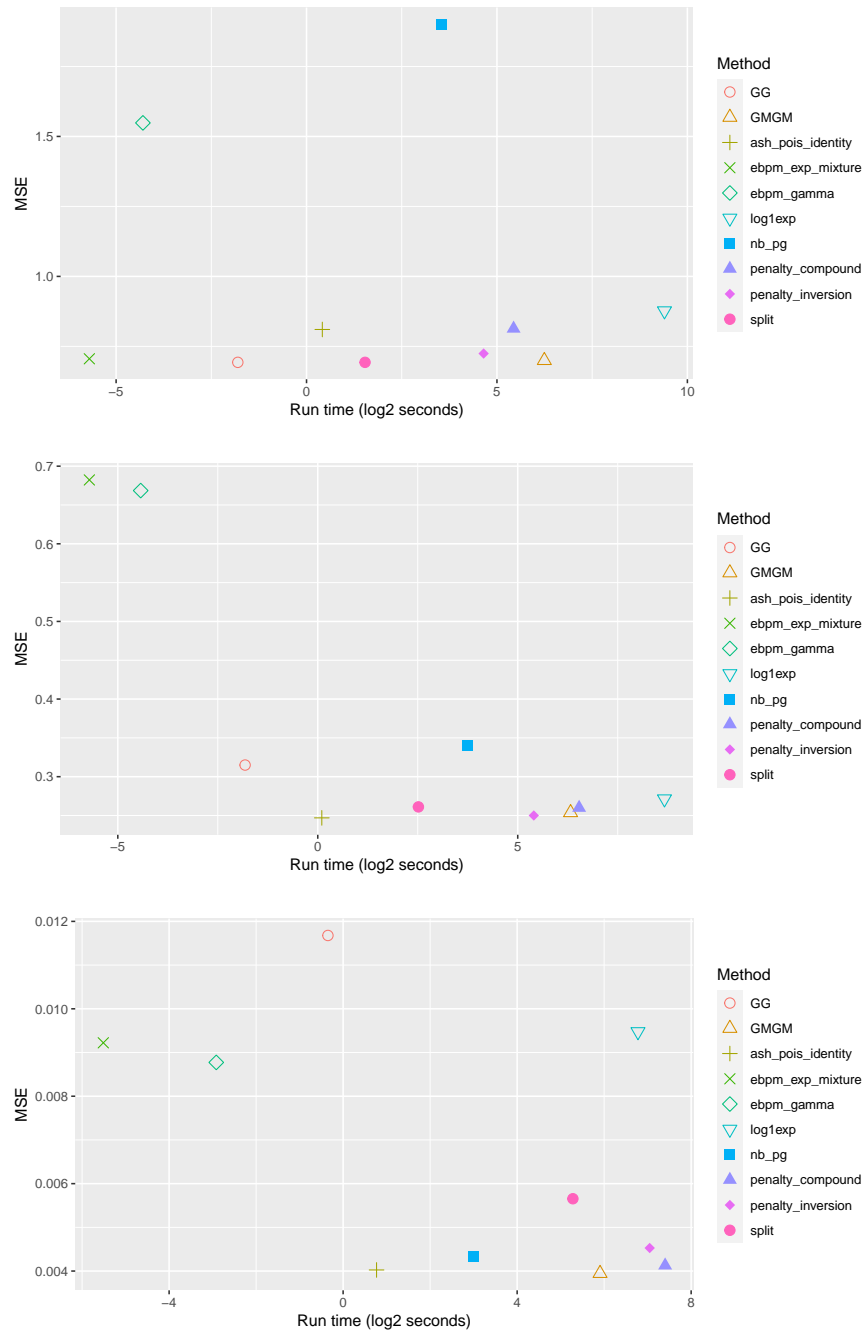 MSE
1.5
1.0
−5
0
5
10
Run time (log2 seconds)
Method
GG
GMGM
ash_pois_identity
ebpm_exp_mixture
ebpm_gamma
log1exp
nb_pg
penalty_compound
penalty_inversion
split
MSE
0.7
0.6
0.5
0.4
0.3
−5
0
5
Run time (log2 seconds)
Method
GG
GMGM
ash_pois_identity
ebpm_exp_mixture
ebpm_gamma
log1exp
nb_pg
penalty_compound
penalty_inversion
split
MSE
0.012
0.010
0.008
0.006
0.004
−4
0
4
8
Run time (log2 seconds)
Method
GG
GMGM
ash_pois_identity
ebpm_exp_mixture
ebpm_gamma
log1exp
nb_pg
penalty_compound
penalty_inversion
split